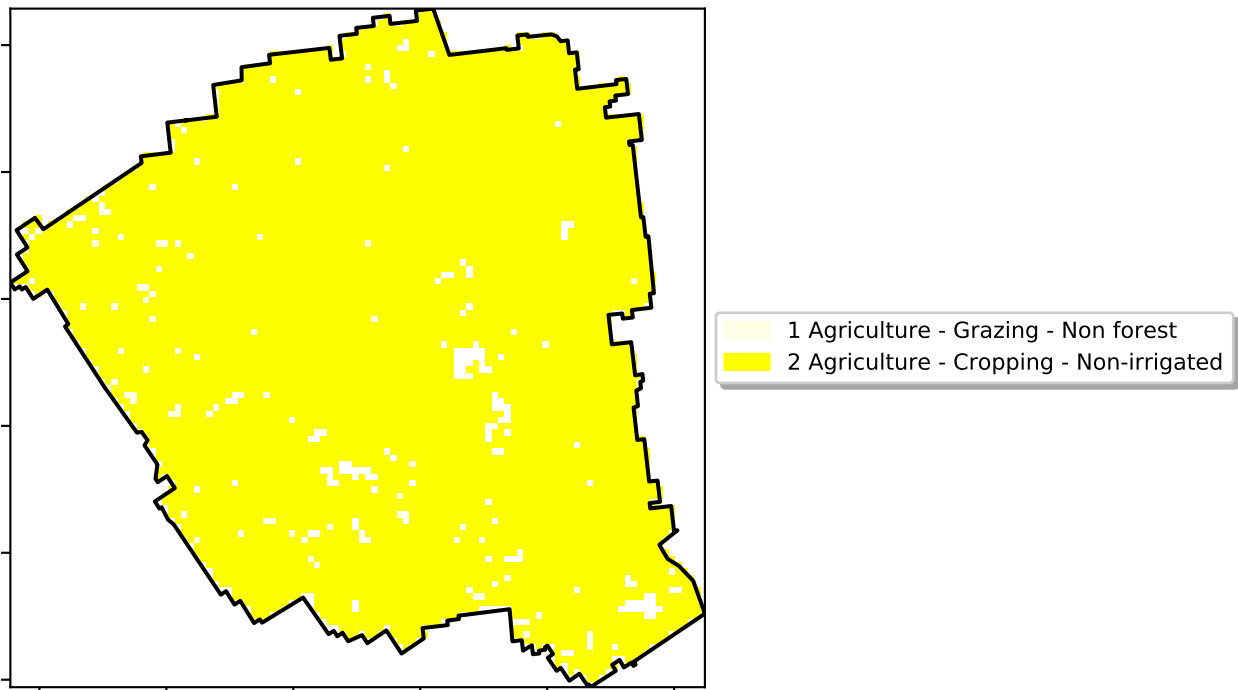 1 Agriculture - Grazing - Non forest
2 Agriculture - Cropping - Non-irrigated